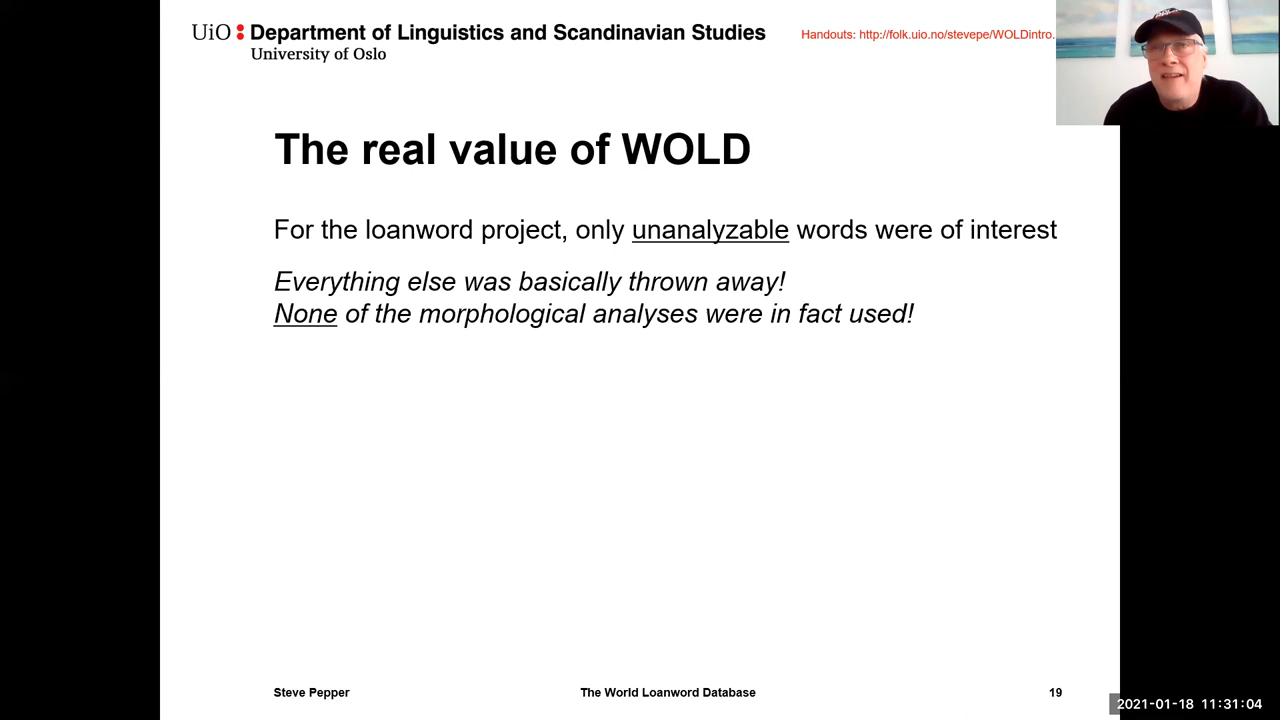 UiO : Department of Linguistics and Scandinavian Studies
University of Oslo
Handouts: http://folk.uio.no/stevepe/WOLDintro.
The real value of WOLD
For the loanword project, only unanalyzable words were of interest
Everything else was basically thrown away!
None of the morphological analyses were in fact used!
Steve Pepper
The World Loanword Database
19
2021-01-18 11:31:04